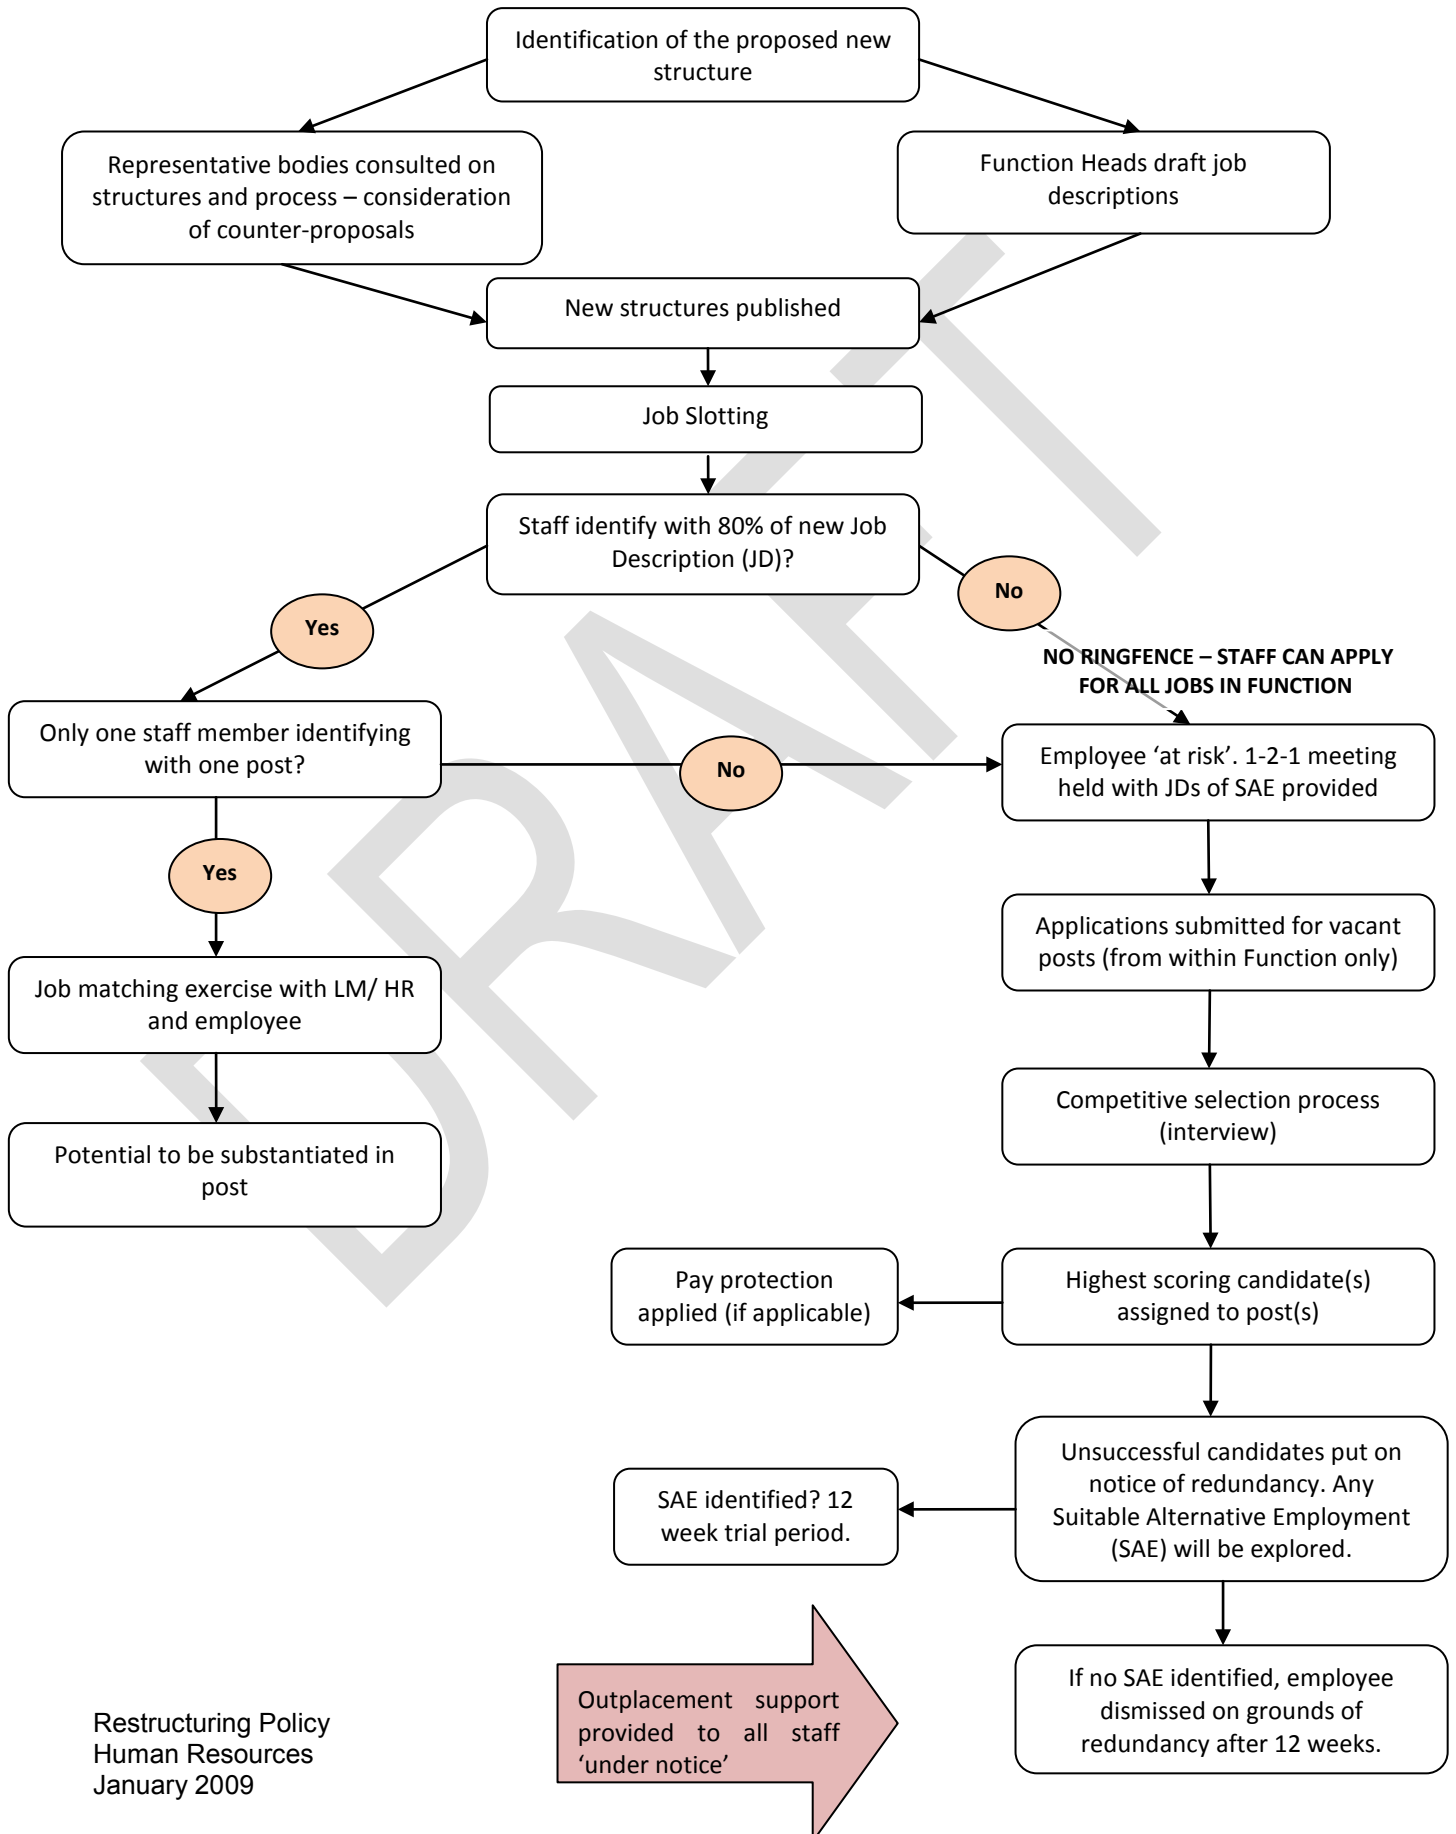 Identification of the proposed new
structure
Representative bodies consulted on
structures and process – consideration
of counter-proposals
Function Heads draft job
descriptions
New structures published
Job Slotting
Staff identify with 80% of new Job
Description (JD)?
Yes
No
NO RINGFENCE – STAFF CAN APPLY
FOR ALL JOBS IN FUNCTION
Only one staff member identifying
with one post?
No
Employee ‘at risk’. 1-2-1 meeting
held with JDs of SAE provided
Yes
Applications submitted for vacant
posts (from within Function only)
Job matching exercise with LM/ HR
and employee
Competitive selection process
(interview)
Potential to be substantiated in
post
Pay protection
applied (if applicable)
Highest scoring candidate(s)
assigned to post(s)
SAE identified? 12
week trial period.
Unsuccessful candidates put on
notice of redundancy. Any
Suitable Alternative Employment
(SAE) will be explored.
Outplacement support
provided to all staff
‘under notice’
If no SAE identified, employee
dismissed on grounds of
redundancy after 12 weeks.
Restructuring Policy
Human Resources
January 2009
DRAFT